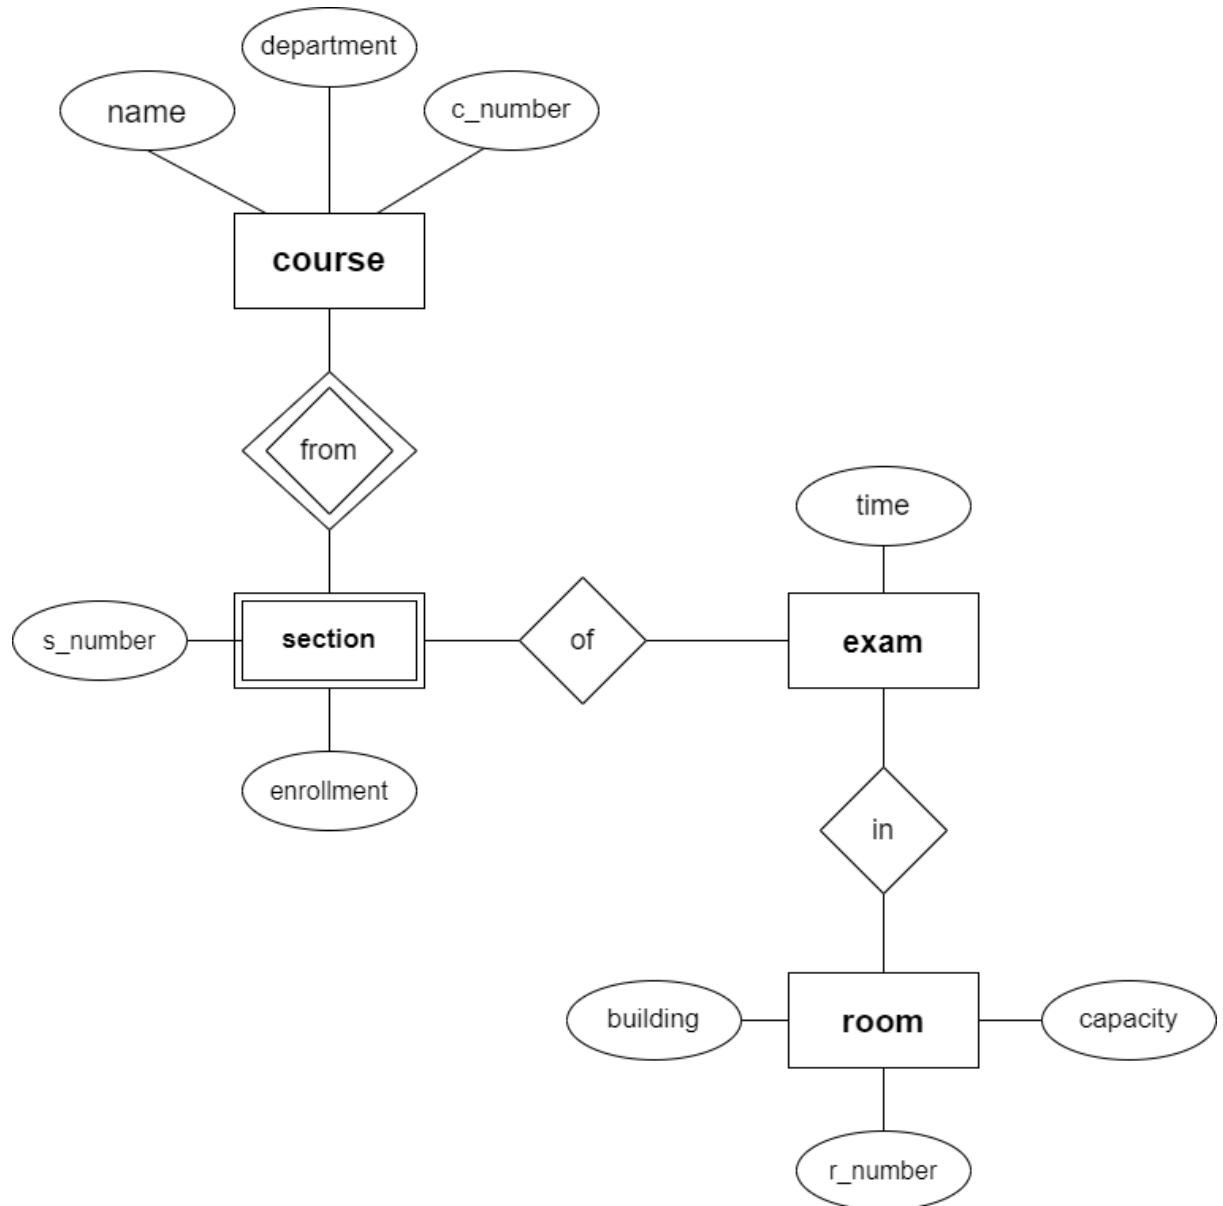 department
name
c_number
course
from
time
s_number
section
of
exam
enrollment
in
building
room
capacity
r_number